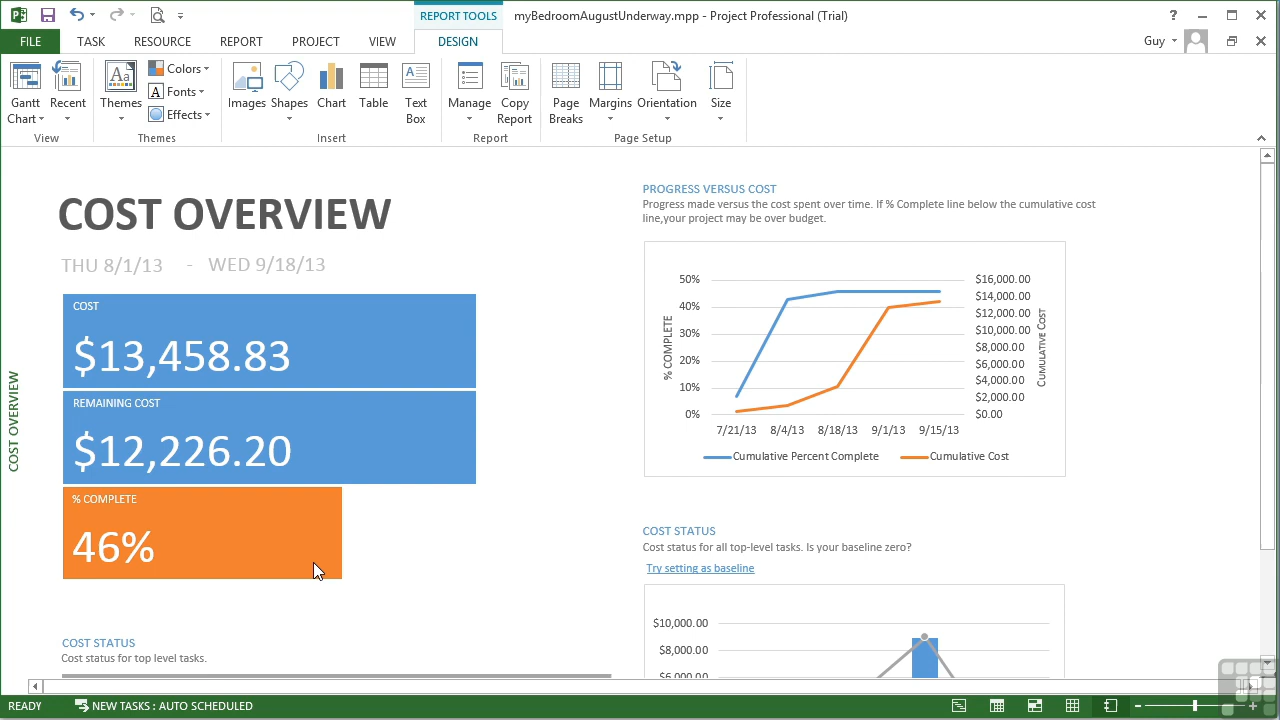 REPORT TOOLS
myBedroomAugustUnderway.mpp - Project Professional (Trial)
?
FILE
TASK
RESOURCE
REPORT
PROJECT
VIEW
DESIGN
Guy
Gantt
Chart
Recent
Themes
Colors
Fonts
Effects
Images
Shapes
Chart
Table
Text
Box
Manage
Copy
Report
Page
Breaks
Margins
Orientation
Size
View
Themes
Insert
Report
Page Setup
COST OVERVIEW
COST OVERVIEW
THU 8/1/13 - WED 9/18/13
COST
$13,458.83
REMAINING COST
$12,226.20
% COMPLETE
46%
COST STATUS
Cost status for top level tasks.
PROGRESS VERSUS COST
Progress made versus the cost spent over time. If % Complete line below the cumulative cost
line,your project may be over budget.
% COMPLETE
50%
40%
30%
20%
10%
0%
$16,000.00
$14,000.00
$12,000.00
$10,000.00
$8,000.00
$6,000.00
$4,000.00
$2,000.00
$0.00
CUMULATIVE COST
7/21/13 8/4/13 8/18/13 9/1/13 9/15/13
Cumulative Percent Complete
Cumulative Cost
COST STATUS
Cost status for all top-level tasks. Is your baseline zero?
Try setting as baseline
$10,000.00
$8,000.00
$6,000.00
READY
NEW TASKS : AUTO SCHEDULED